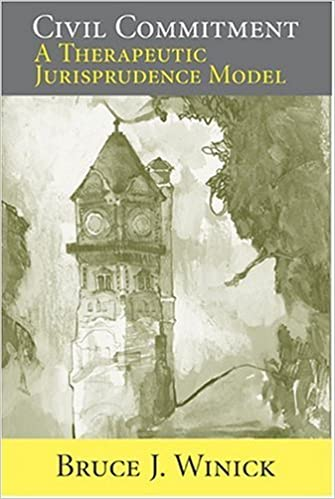 CIVIL COMMITMENT
A THERAPEUTIC
JURISPRUDENCE MODEL
BRUCE J. WINICK